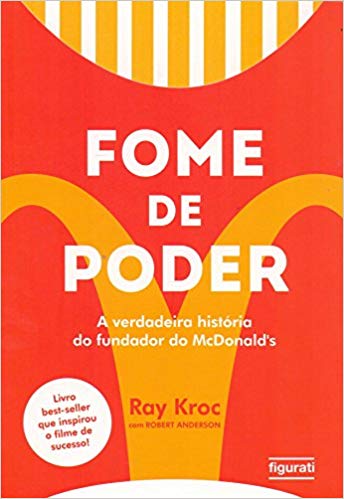 FOME
DE
PODER
A verdadeira história
do fundador do McDonald's
Livro
best-seller
que inspirou
o filme de
sucesso!
Ray Kroc
com ROBERT ANDERSON
figurati